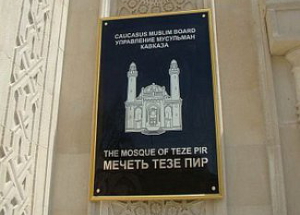 CAUCASUS MUSLIM BOARD
УПРАВЛЕНИЕ МУСУЛЬМАН
КАВКАЗА
THE MOSQUE OF TEZE PIR
МЕЧЕТЬ ТЕЗЕ ПИР